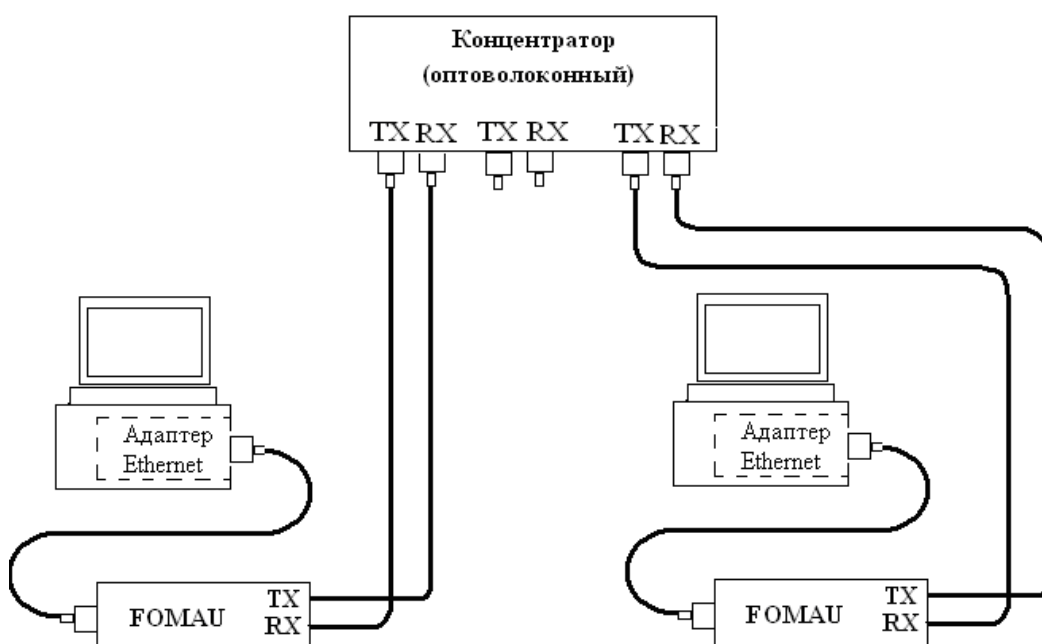 Концентратор
(оптоволоконный)
TX RX TX RX TX RX
Адаптер
Ethernet
Адаптер
Ethernet
FOMAU
TX
RX
FOMAU
TX
RX